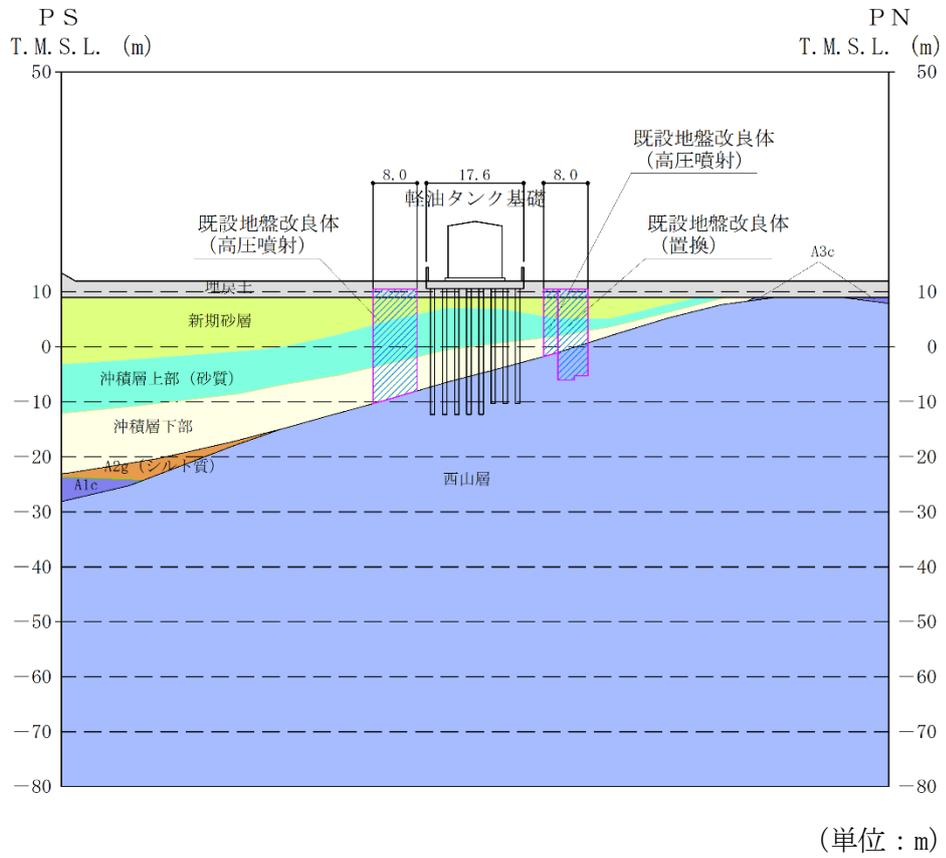 PS
PN
T.M.S.L. (m)
T.M.S.L. (m)
50
50
既設地盤改良体
(高圧噴射)
8.0
17.6
8.0
軽油タンク基礎
既設地盤改良体
(高圧噴射)
既設地盤改良体
(置換)
A3c
10
埋戻土
10
新期砂層
0
0
沖積層上部(砂質)
-10
-10
沖積層下部
-20
A2g(シルト質)
-20
西山層
A1c
-30
-30
-40
-40
-50
-50
-60
-60
-70
-70
-80
-80
(単位:m)